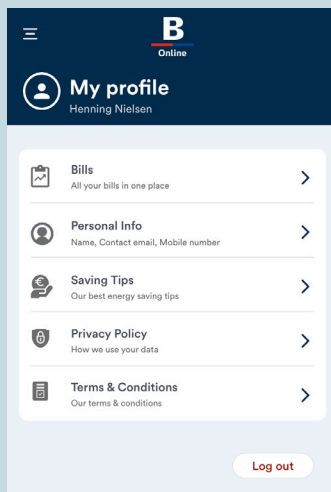 B
Online
My profile
Henning Nielsen
Bills
All your bills in one place
Personal Info
Name, Contact email, Mobile number
Saving Tips
Our best energy saving tips
Privacy Policy
How we use your data
Terms & Conditions
Our terms & conditions
Log out